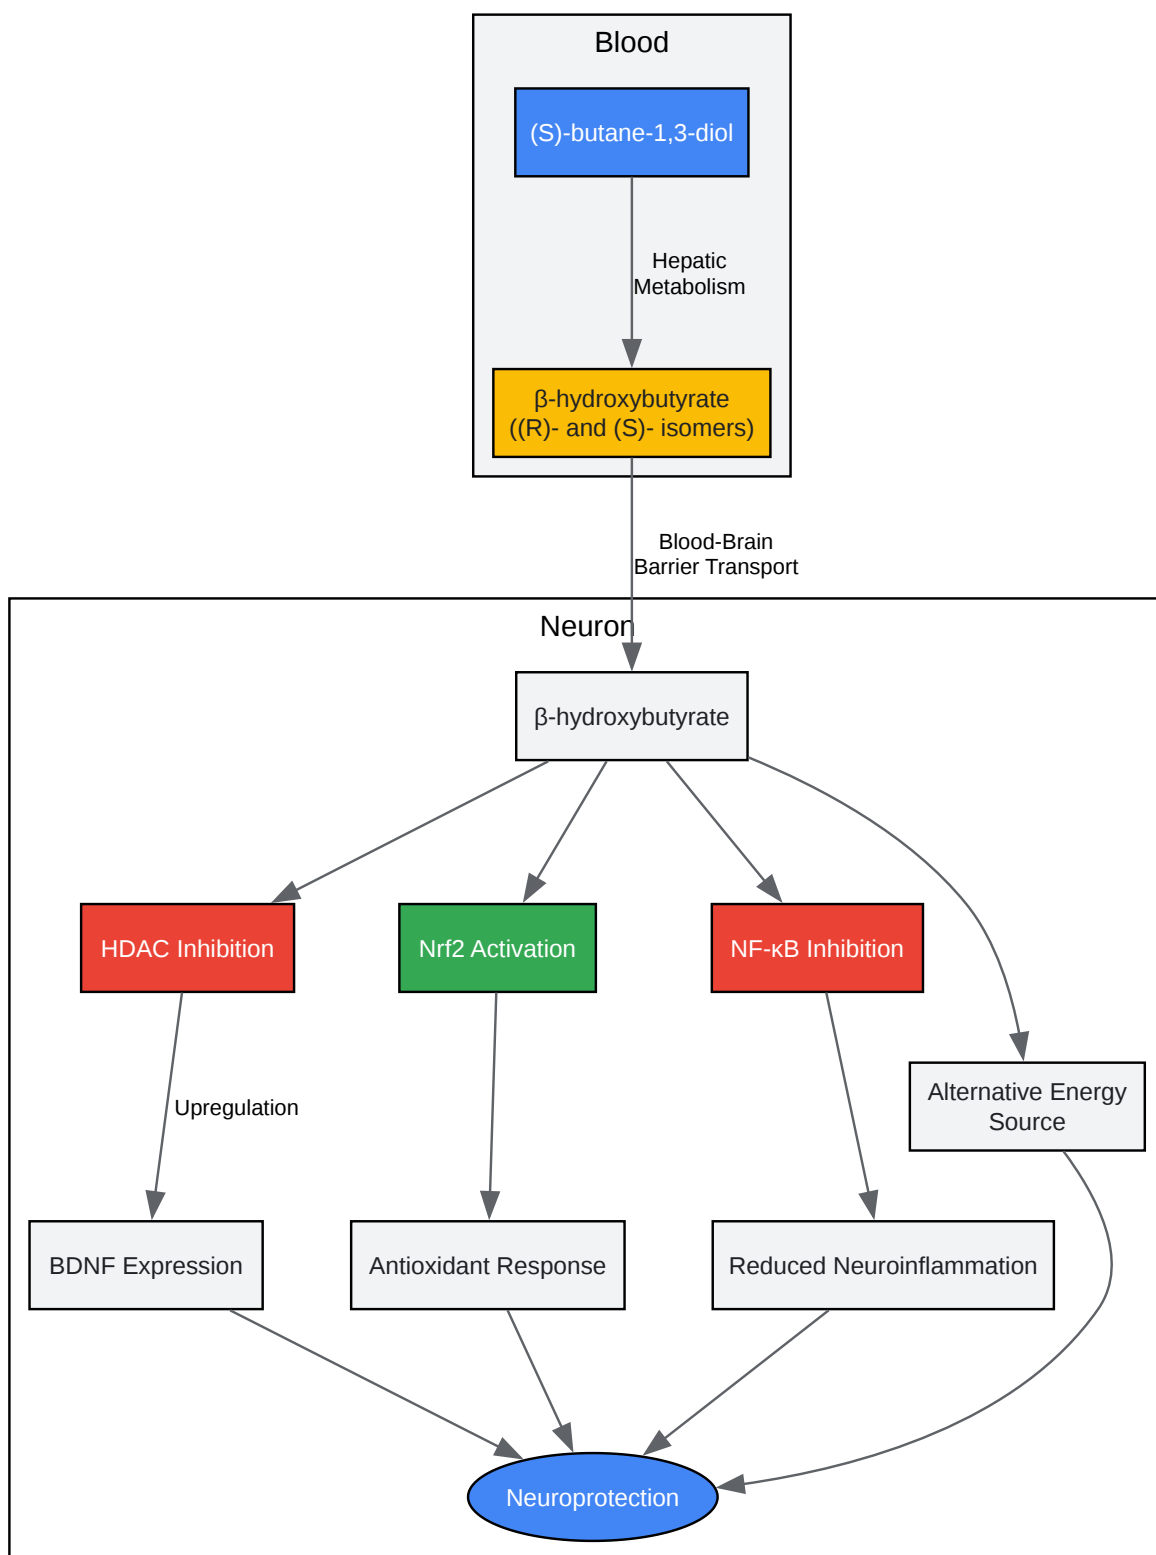 Blood
(S)-butane-1,3-diol
Hepatic
Metabolism
β-hydroxybutyrate
((R)- and (S)- isomers)
Blood-Brain
Barrier Transport
Neuron
β-hydroxybutyrate
HDAC Inhibition
Nrf2 Activation
NF-κB Inhibition
Alternative Energy
Source
Upregulation
BDNF Expression
Antioxidant Response
Reduced Neuroinflammation
Neuroprotection